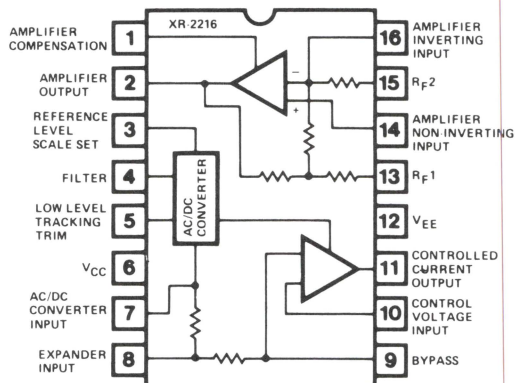 XR-2216
AMPLIFIER
COMPENSATION
1
AMPLIFIER
OUTPUT
2
REFERENCE
LEVEL
SCALE SET
3
FILTER
4
LOW LEVEL
TRACKING
TRIM
5
VCC
6
AC/DC
CONVERTER
INPUT
7
EXPANDER
INPUT
8
AC/DC
CONVERTER
−
+
16
AMPLIFIER
INVERTING
INPUT
15
RF2
14
AMPLIFIER
NON-INVERTING
INPUT
13
RF1
12
VEE
11
CONTROLLED
CURRENT
OUTPUT
10
CONTROL
VOLTAGE
INPUT
9
BYPASS